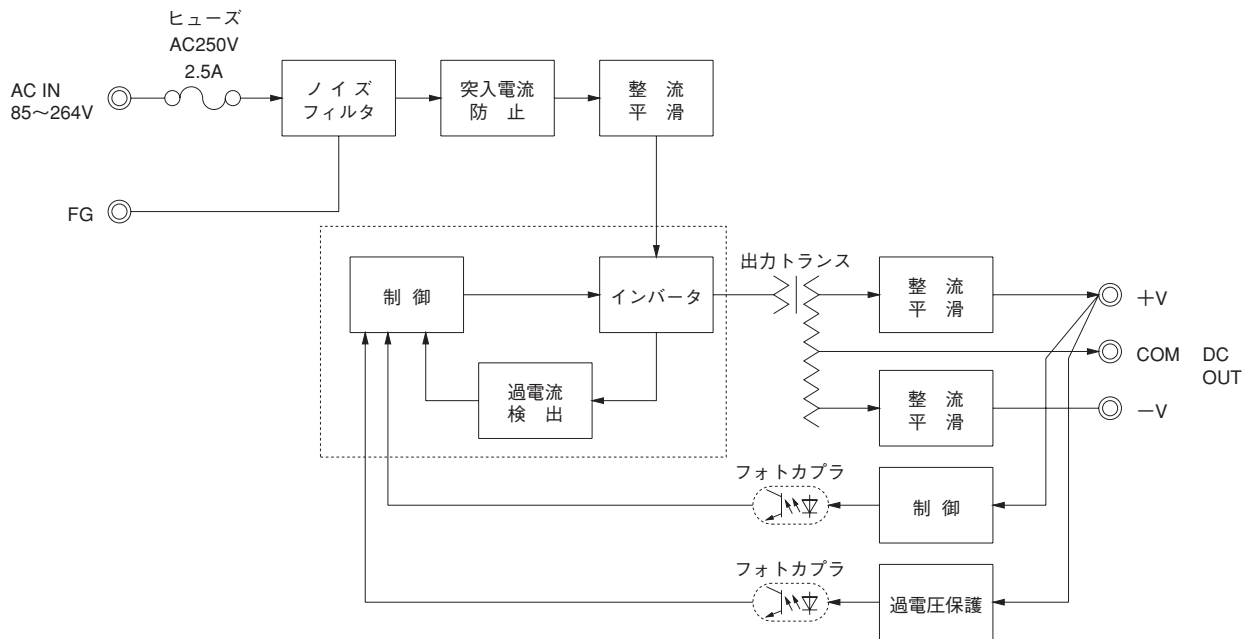 ヒューズ
AC250V
2.5A
AC IN
85～264V
ノイズ
フィルタ
突入電流
防 止
整 流
平 滑
FG
制 御
インバータ
過電流
検 出
出力トランス
整 流
平 滑
＋V
COM
DC
OUT
整 流
平 滑
－V
フォトカプラ
制 御
フォトカプラ
過電圧保護